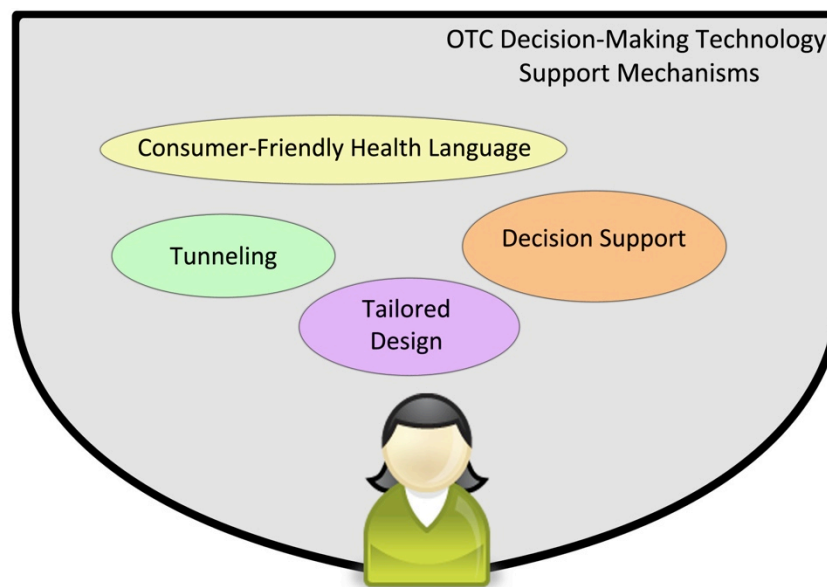 OTC Decision-Making Technology
Support Mechanisms
Consumer-Friendly Health Language
Decision Support
Tunneling
Tailored
Design